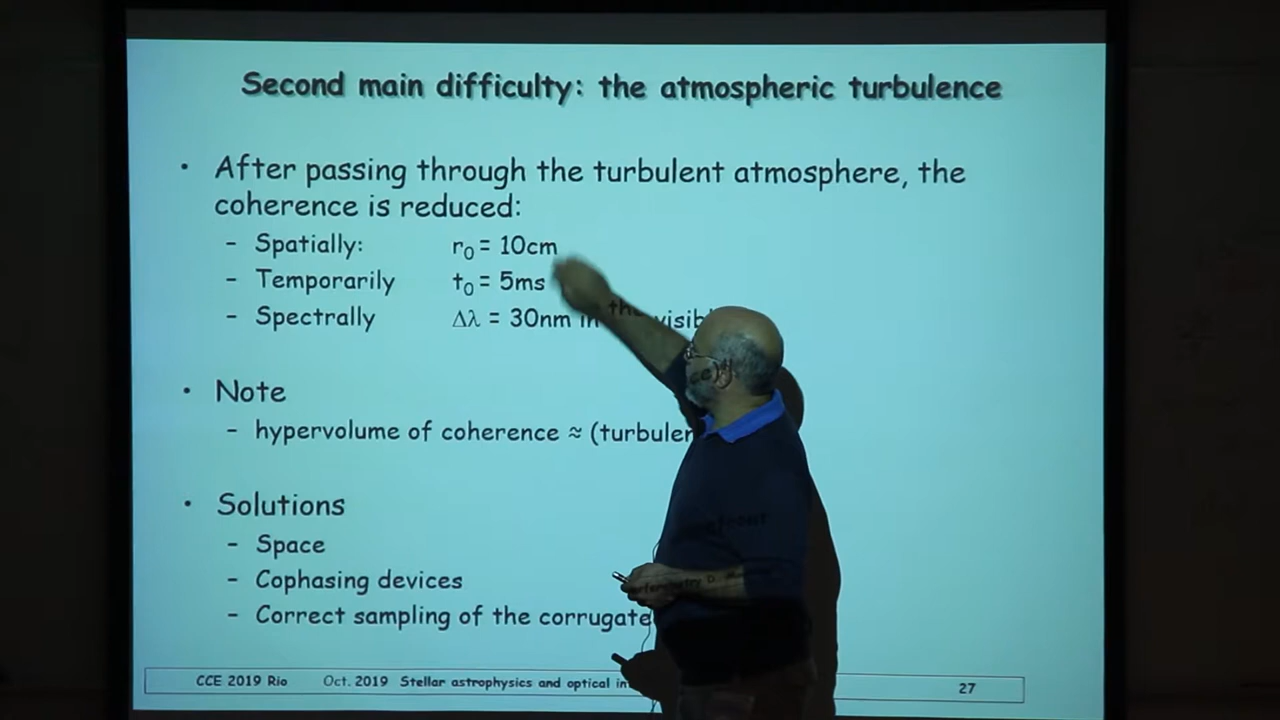 Second main difficulty: the atmospheric turbulence
• After passing through the turbulent atmosphere, the
coherence is reduced:
– Spatially: r0 = 10cm
– Temporarily t0 = 5ms
– Spectrally Δλ = 30nm in the visib
• Note
– hypervolume of coherence ≈ (turbulen
• Solutions
– Space
– Cophasing devices
– Correct sampling of the corrugate
CCE 2019 Rio Oct. 2019 Stellar astrophysics and optical in 27